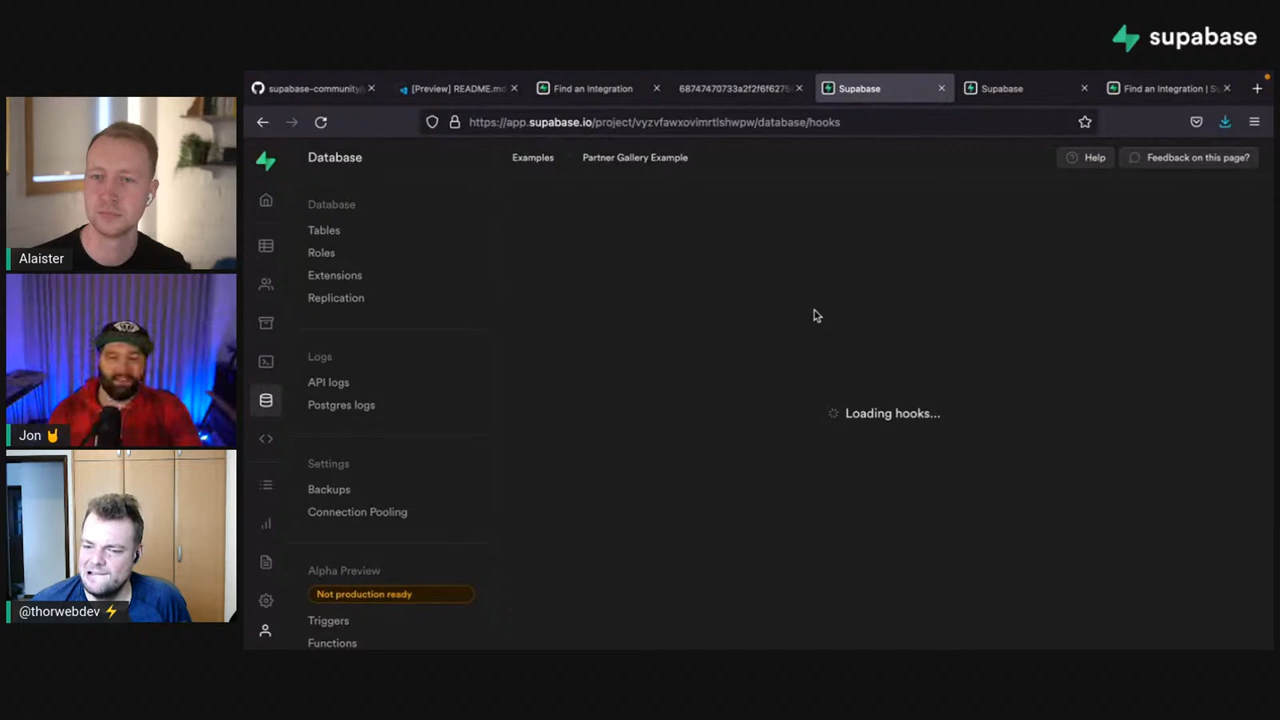 supabase
supabase-community/
[Preview] README.md
Find an Integration
68747470733a2f2f6f6275
Supabase
Supabase
Find an Integration | S
https://app.supabase.io/project/vyzvfawxovimrtlshwpw/database/hooks
Database
Examples
Partner Gallery Example
Help
Feedback on this page?
Database
Tables
Roles
Extensions
Replication
Logs
API logs
Postgres logs
Settings
Backups
Connection Pooling
Alpha Preview
Not production ready
Triggers
Functions
Loading hooks...
Alaister
Jon 🤘
@thorwebdev ⚡